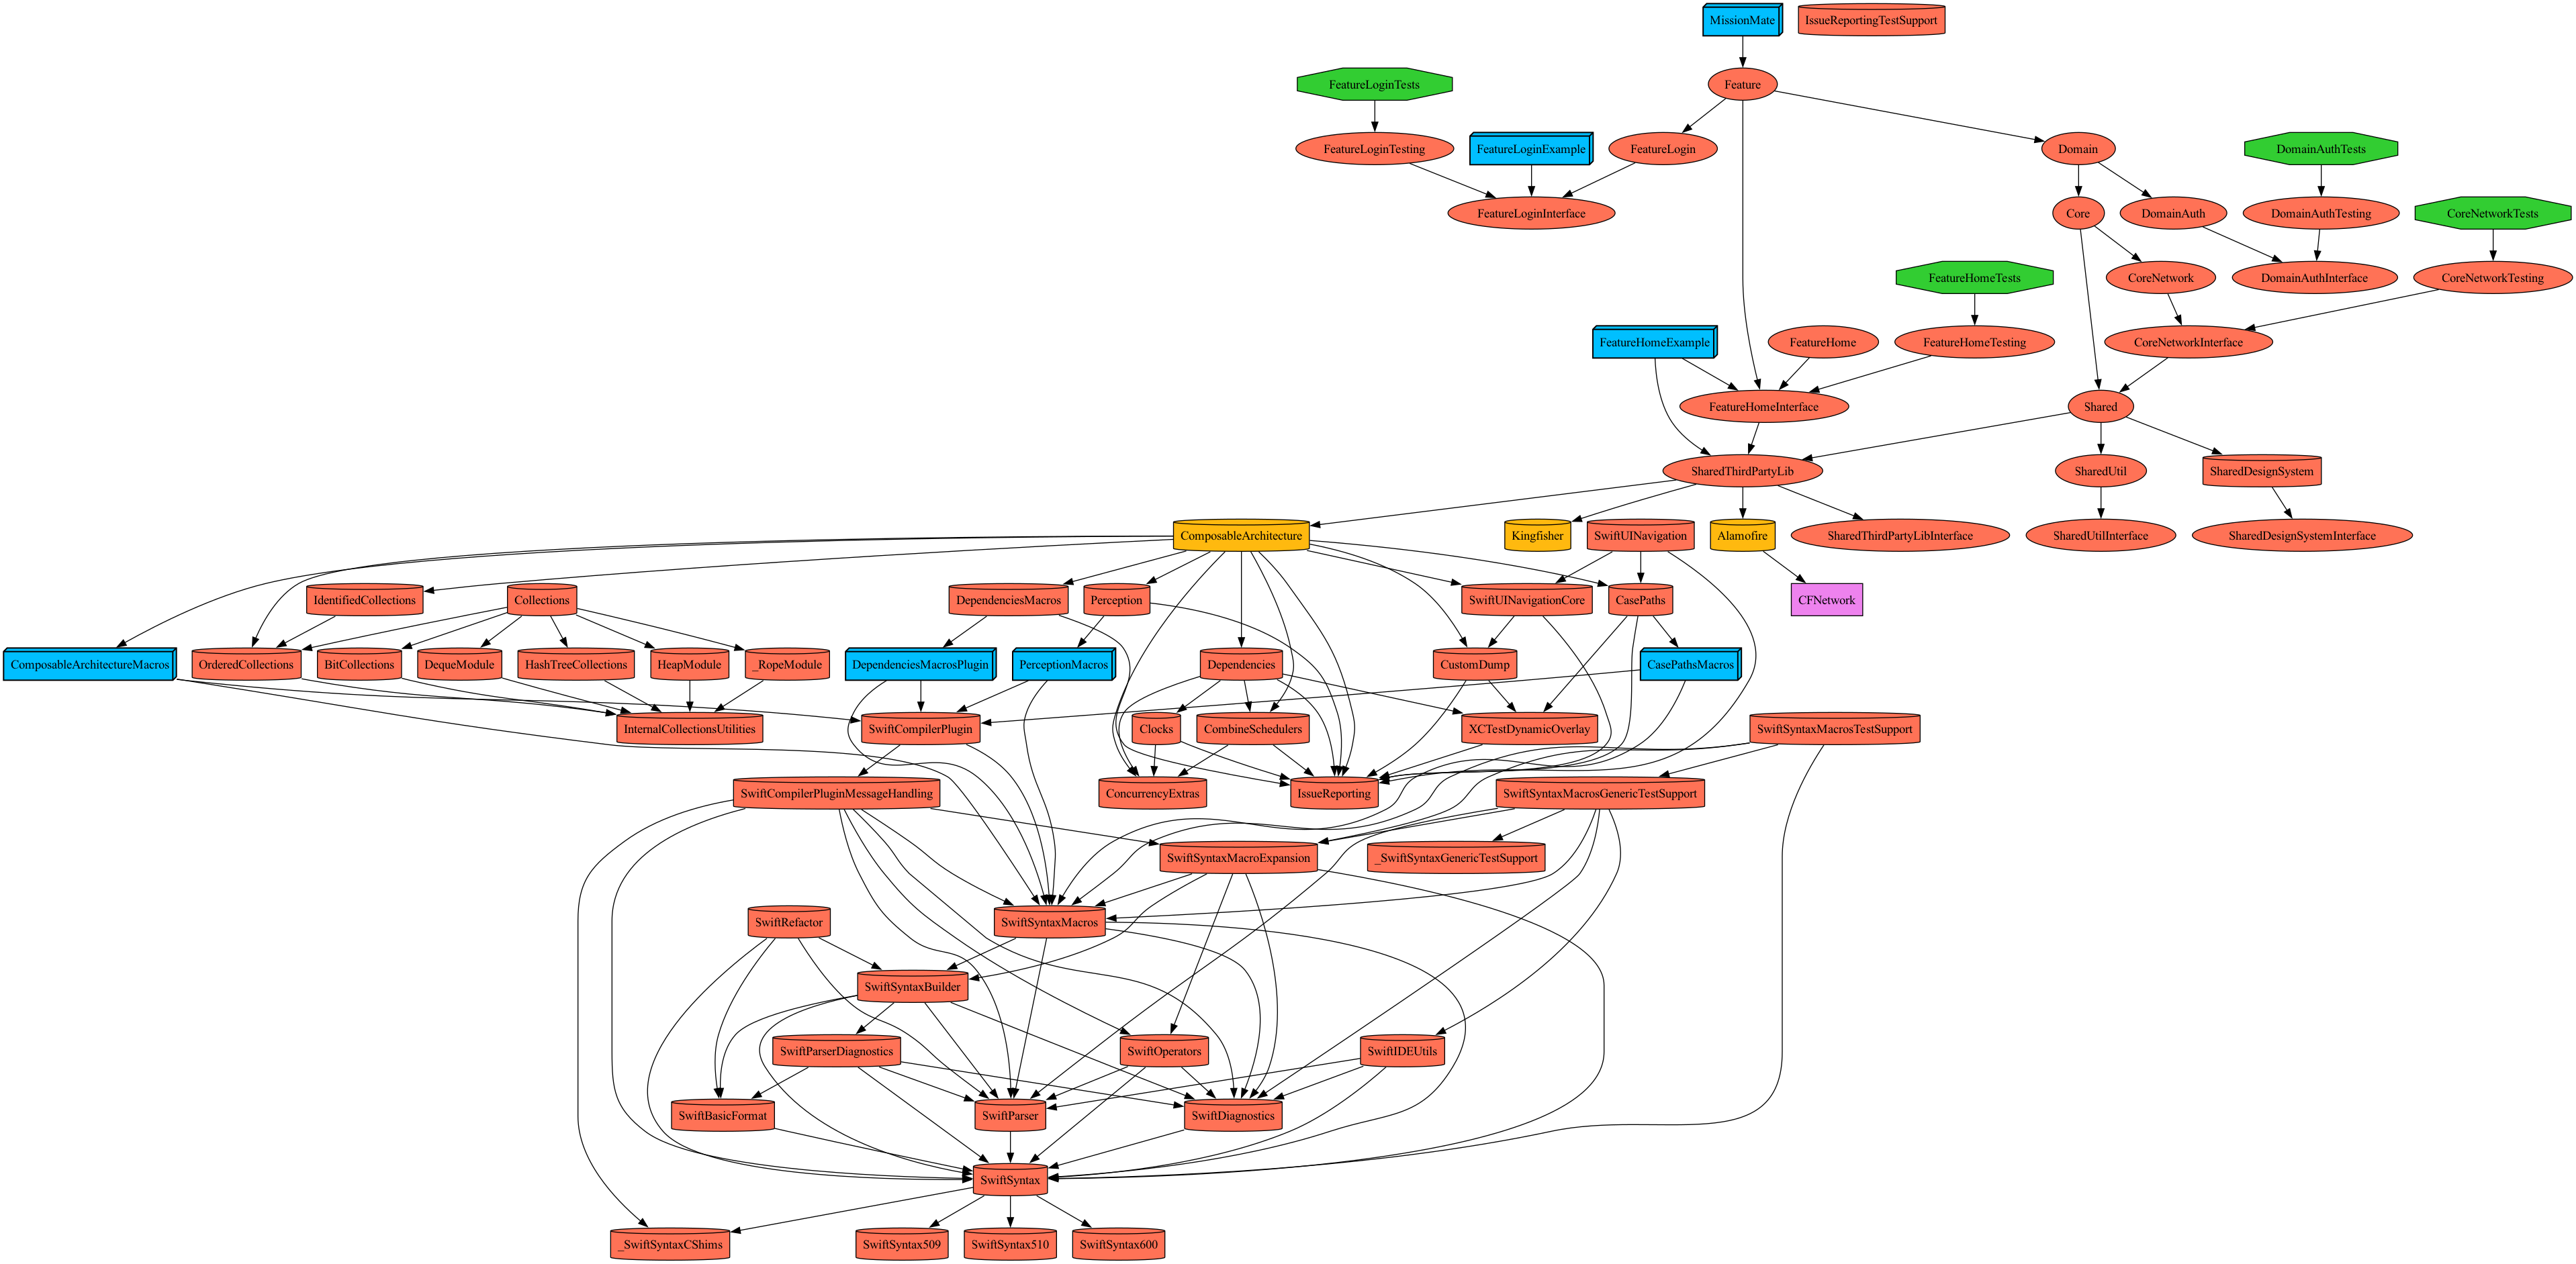 MissionMate
IssueReportingTestSupport
FeatureLoginTests
Feature
FeatureLoginTesting
FeatureLoginExample
FeatureLogin
Domain
DomainAuthTests
FeatureLoginInterface
Core
DomainAuth
DomainAuthTesting
CoreNetworkTests
FeatureHomeTests
CoreNetwork
DomainAuthInterface
CoreNetworkTesting
FeatureHomeExample
FeatureHome
FeatureHomeTesting
CoreNetworkInterface
FeatureHomeInterface
Shared
SharedThirdPartyLib
SharedUtil
SharedDesignSystem
ComposableArchitecture
Kingfisher
SwiftUINavigation
Alamofire
SharedThirdPartyLibInterface
SharedUtilInterface
SharedDesignSystemInterface
IdentifiedCollections
Collections
DependenciesMacros
Perception
SwiftUINavigationCore
CasePaths
CFNetwork
ComposableArchitectureMacros
OrderedCollections
BitCollections
DequeModule
HashTreeCollections
HeapModule
_RopeModule
DependenciesMacrosPlugin
PerceptionMacros
Dependencies
CustomDump
CasePathsMacros
InternalCollectionsUtilities
SwiftCompilerPlugin
Clocks
CombineSchedulers
XCTestDynamicOverlay
SwiftSyntaxMacrosTestSupport
SwiftCompilerPluginMessageHandling
ConcurrencyExtras
IssueReporting
SwiftSyntaxMacrosGenericTestSupport
SwiftSyntaxMacroExpansion
_SwiftSyntaxGenericTestSupport
SwiftRefactor
SwiftSyntaxMacros
SwiftSyntaxBuilder
SwiftParserDiagnostics
SwiftOperators
SwiftIDEUtils
SwiftBasicFormat
SwiftParser
SwiftDiagnostics
SwiftSyntax
_SwiftSyntaxCShims
SwiftSyntax509
SwiftSyntax510
SwiftSyntax600